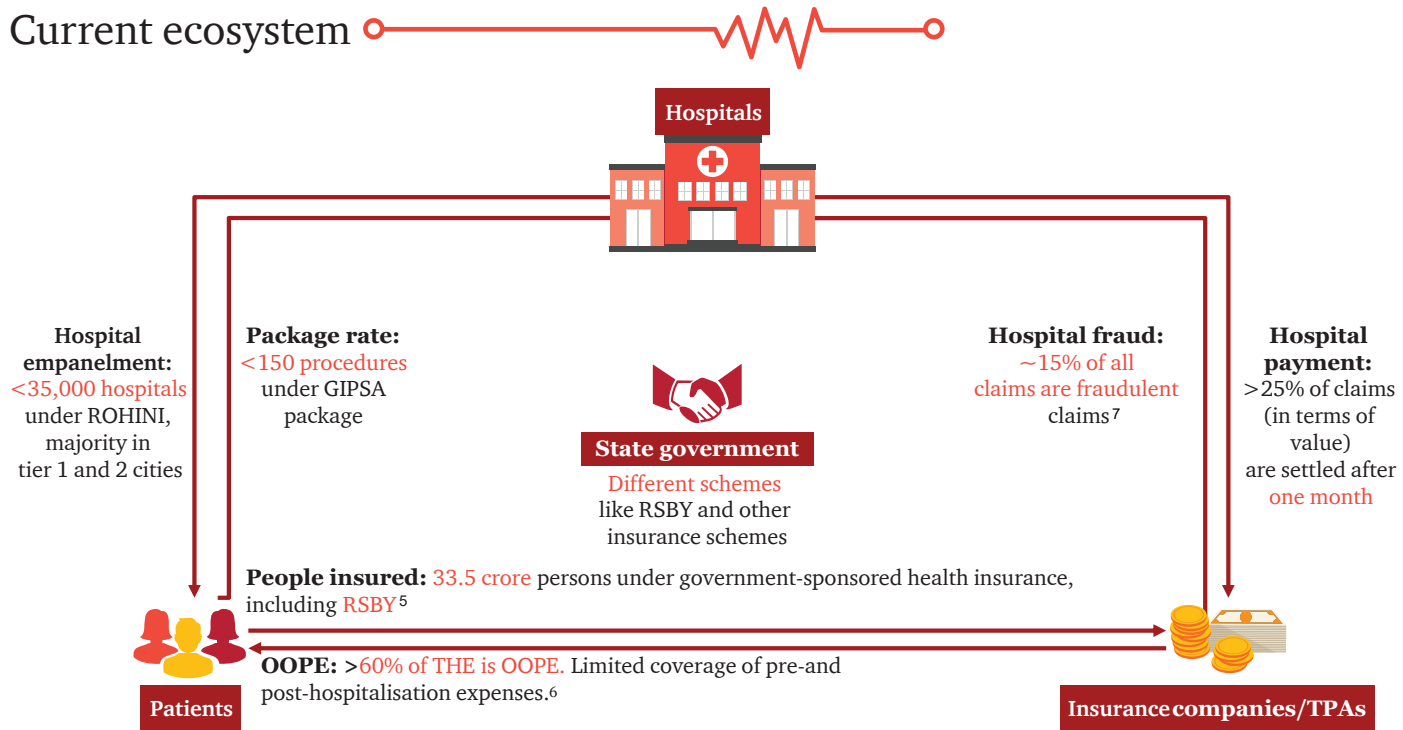 Current ecosystem
Hospitals
Hospital
empanelment:
<35,000 hospitals
under ROHINI,
majority in
tier 1 and 2 cities
Package rate:
<150 procedures
under GIPSA
package
State government
Different schemes
like RSBY and other
insurance schemes
Hospital fraud:
~15% of all
claims are fraudulent
claims⁷
Hospital
payment:
>25% of claims
(in terms of
value)
are settled after
one month
People insured: 33.5 crore persons under government-sponsored health insurance,
including RSBY⁵
OOPE: >60% of THE is OOPE. Limited coverage of pre-and
post-hospitalisation expenses.⁶
Patients
Insurance companies/TPAs